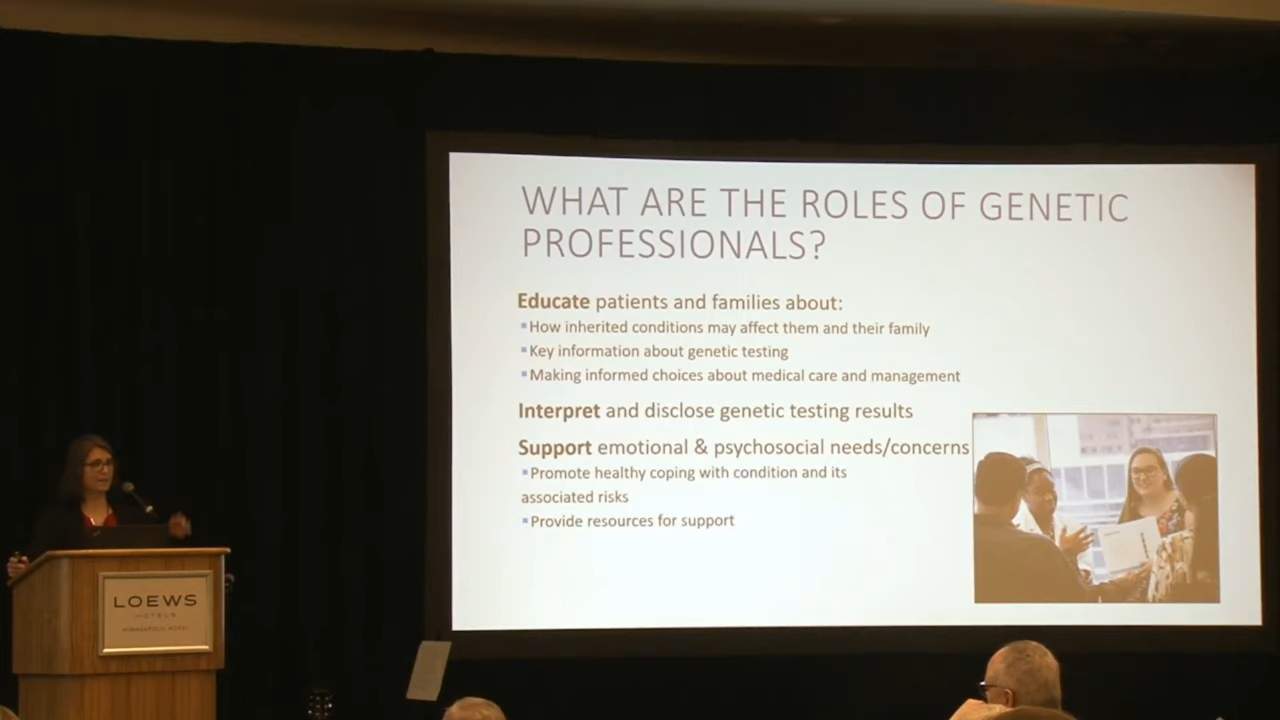 WHAT ARE THE ROLES OF GENETIC
PROFESSIONALS?
Educate patients and families about:
▪How inherited conditions may affect them and their family
▪Key information about genetic testing
▪Making informed choices about medical care and management
Interpret and disclose genetic testing results
Support emotional & psychosocial needs/concerns
▪Promote healthy coping with condition and its
associated risks
▪Provide resources for support
LOEWS
HOTELS
MINNEAPOLIS HOTEL